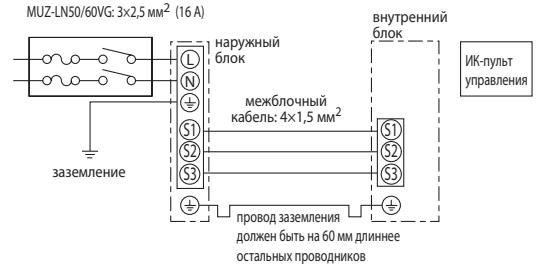 MUZ-LN50/60VG: 3×2,5 мм² (16 А)
наружный
блок
внутренний
блок
ИК-пульт
управления
L
N
межблочный
кабель: 4×1,5 мм²
S1
S2
S3
S1
S2
S3
заземление
провод заземления
должен быть на 60 мм длиннее
остальных проводников